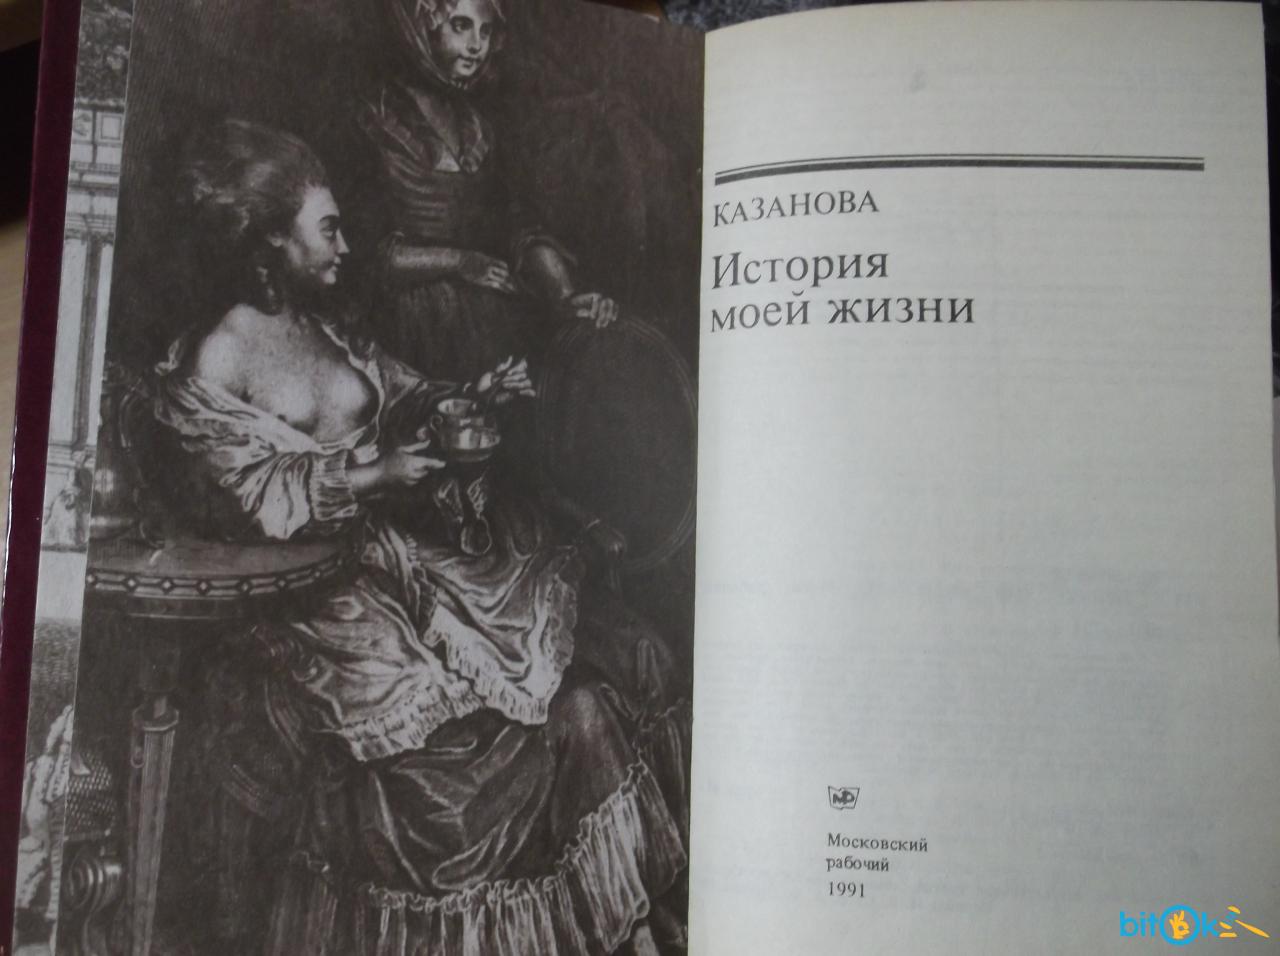 КАЗАНОВА
История
моей жизни
МР
Московский
рабочий
1991
bitOk